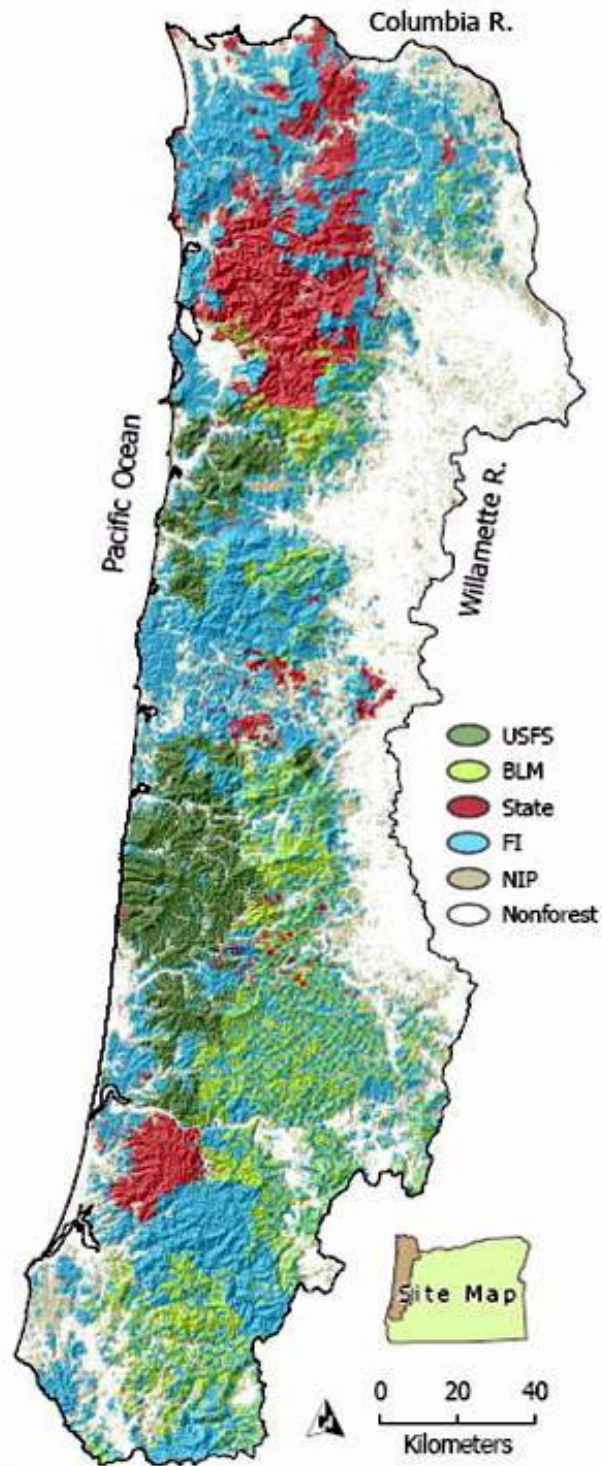 Columbia R.
Pacific Ocean
Willamette R.
USFS
BLM
State
FI
NIP
Nonforest
Site Map
0 20 40
Kilometers